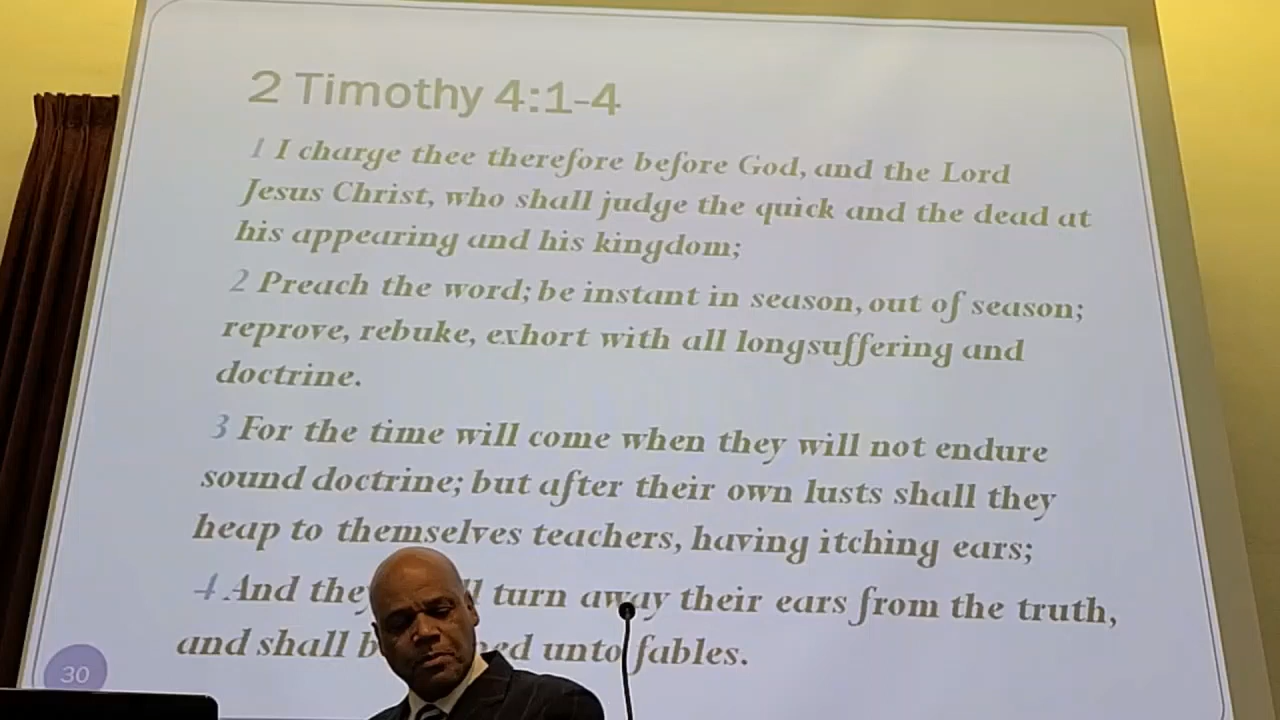 2 Timothy 4:1-4
1 I charge thee therefore before God, and the Lord
Jesus Christ, who shall judge the quick and the dead at
his appearing and his kingdom;
2 Preach the word; be instant in season, out of season;
reprove, rebuke, exhort with all longsuffering and
doctrine.
3 For the time will come when they will not endure
sound doctrine; but after their own lusts shall they
heap to themselves teachers, having itching ears;
4 And they turn away their ears from the truth,
and shall unto fables.
30